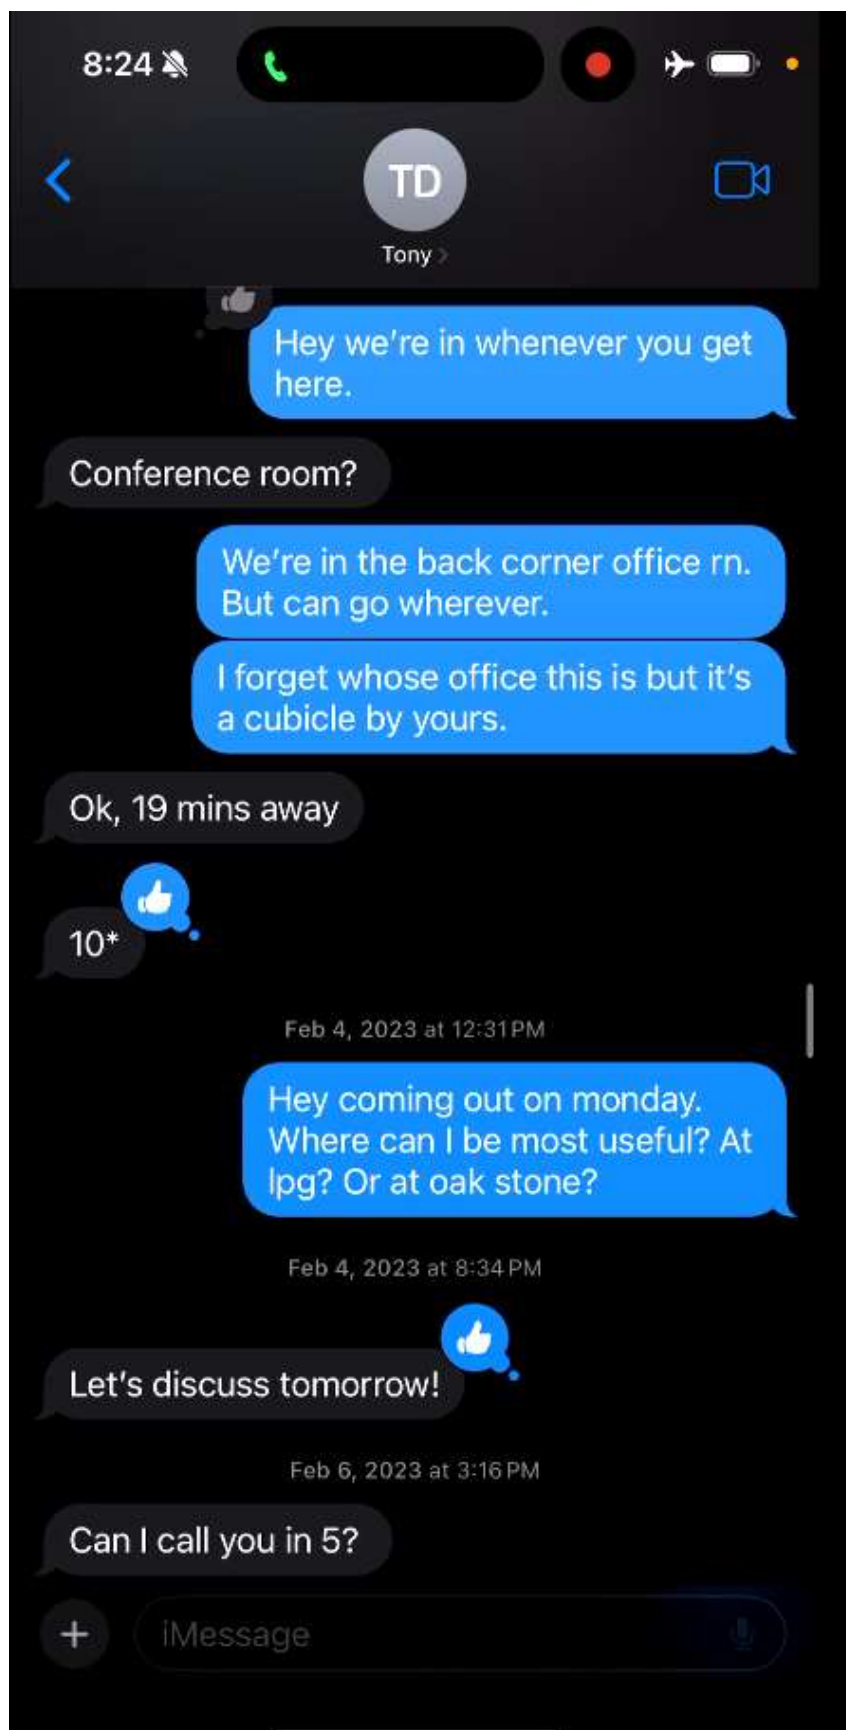 8:24
TD
Tony
Hey we're in whenever you get
here.
Conference room?
We're in the back corner office rn.
But can go wherever.
I forget whose office this is but it's
a cubicle by yours.
Ok, 19 mins away
10*
Feb 4, 2023 at 12:31 PM
Hey coming out on monday.
Where can I be most useful? At
lpg? Or at oak stone?
Feb 4, 2023 at 8:34 PM
Let's discuss tomorrow!
Feb 6, 2023 at 3:16 PM
Can I call you in 5?
iMessage